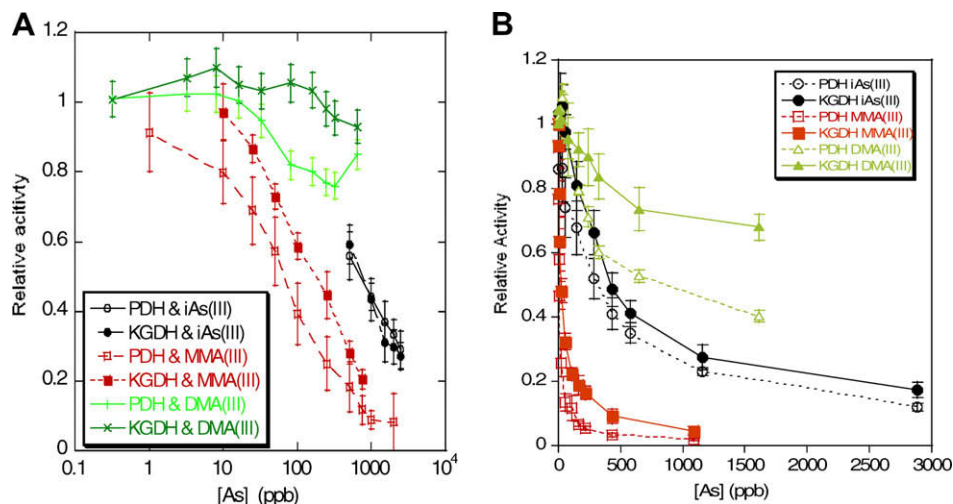 A
Relative acitivty
1.2
1
0.8
0.6
0.4
0.2
0
PDH & iAs(III)
KGDH & iAs(III)
PDH & MMA(III)
KGDH & MMA(III)
PDH & DMA(III)
KGDH & DMA(III)
0.1 1 10 100 1000 10⁴
[As] (ppb)
B
Relative Activity
1.2
1
0.8
0.6
0.4
0.2
0
PDH iAs(III)
KGDH iAs(III)
PDH MMA(III)
KGDH MMA(III)
PDH DMA(III)
KGDH DMA(III)
0 500 1000 1500 2000 2500 3000
[As] (ppb)